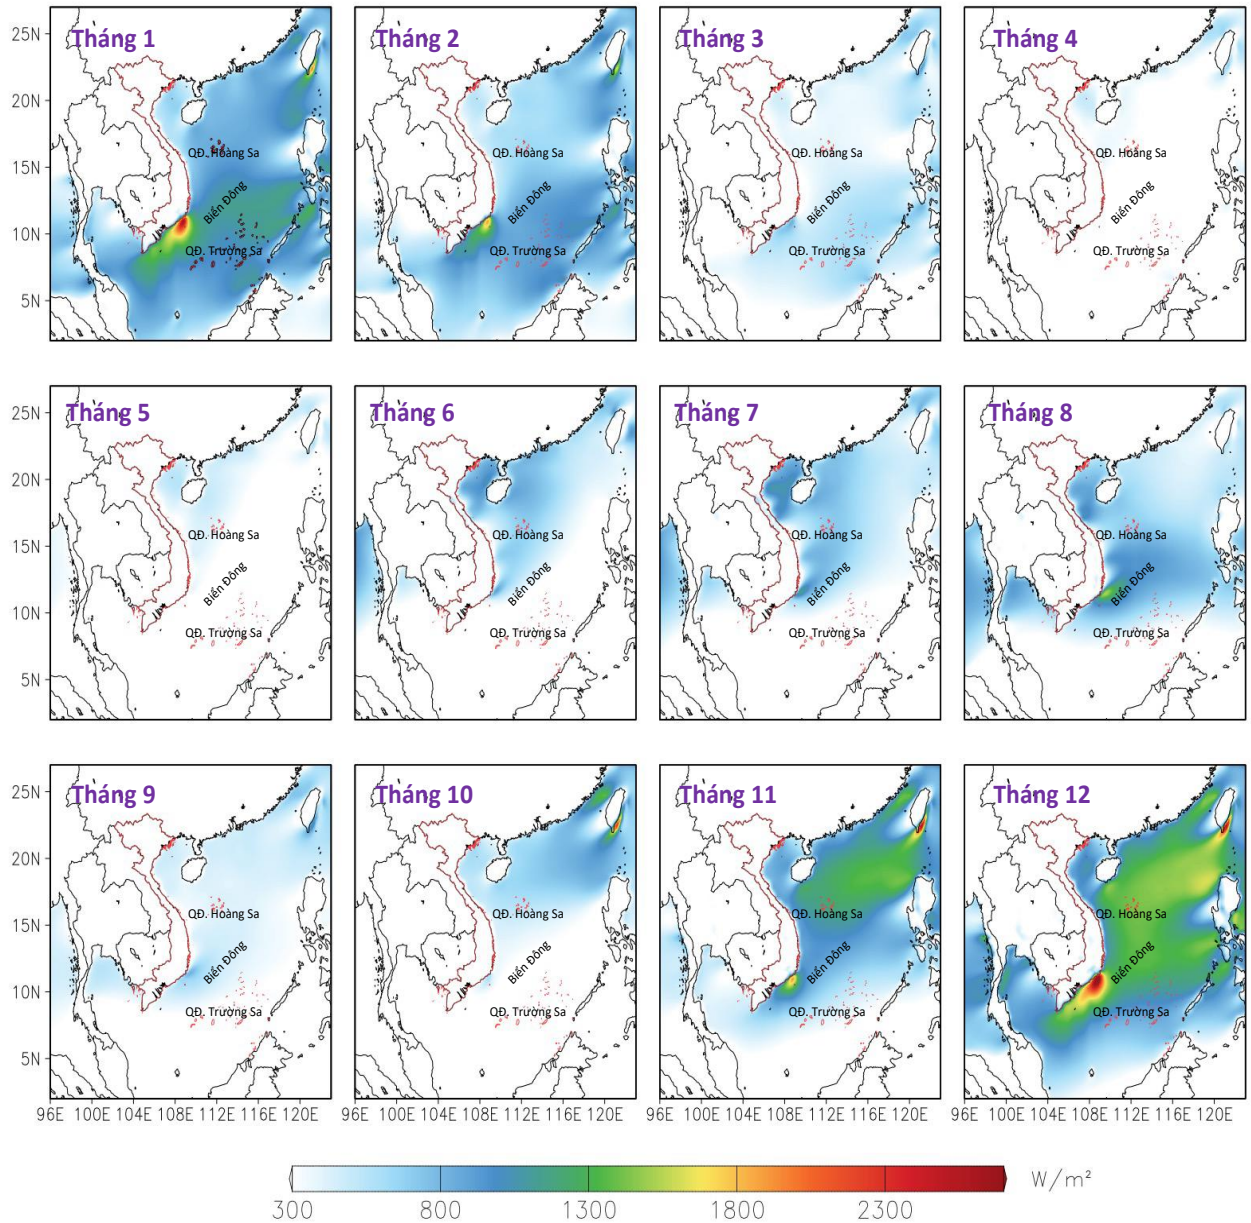 Tháng 1
Tháng 2
Tháng 3
Tháng 4
25N
20N
15N
10N
5N
QĐ. Hoàng Sa
Biển Đông
QĐ. Trường Sa
QĐ. Hoàng Sa
Biển Đông
QĐ. Trường Sa
QĐ. Hoàng Sa
Biển Đông
QĐ. Trường Sa
QĐ. Hoàng Sa
Biển Đông
QĐ. Trường Sa
Tháng 5
Tháng 6
Tháng 7
Tháng 8
25N
20N
15N
10N
5N
QĐ. Hoàng Sa
Biển Đông
QĐ. Trường Sa
QĐ. Hoàng Sa
Biển Đông
QĐ. Trường Sa
QĐ. Hoàng Sa
Biển Đông
QĐ. Trường Sa
QĐ. Hoàng Sa
Biển Đông
QĐ. Trường Sa
Tháng 9
Tháng 10
Tháng 11
Tháng 12
25N
20N
15N
10N
5N
QĐ. Hoàng Sa
Biển Đông
QĐ. Trường Sa
QĐ. Hoàng Sa
Biển Đông
QĐ. Trường Sa
QĐ. Hoàng Sa
Biển Đông
QĐ. Trường Sa
QĐ. Hoàng Sa
Biển Đông
QĐ. Trường Sa
96E 100E 104E 108E 112E 116E 120E
96E 100E 104E 108E 112E 116E 120E
96E 100E 104E 108E 112E 116E 120E
96E 100E 104E 108E 112E 116E 120E
W/m²
300 800 1300 1800 2300